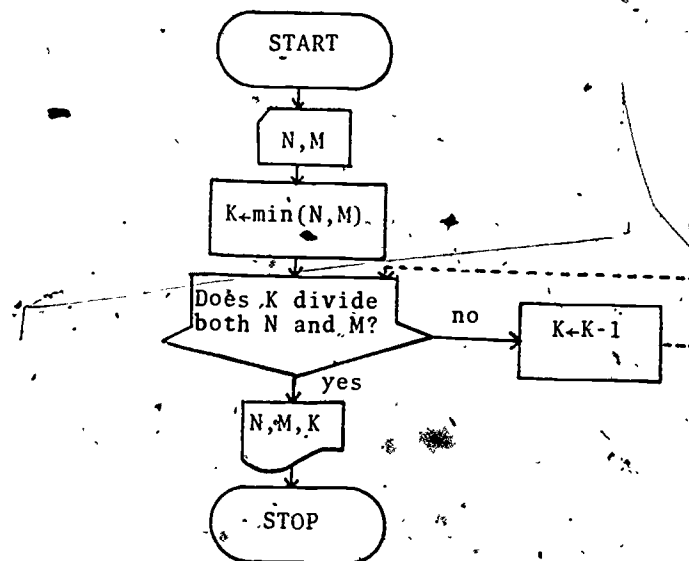 START
N,M
K←min(N,M)
Does K divide
both N and M?
no
K←K-1
yes
N,M,K
STOP